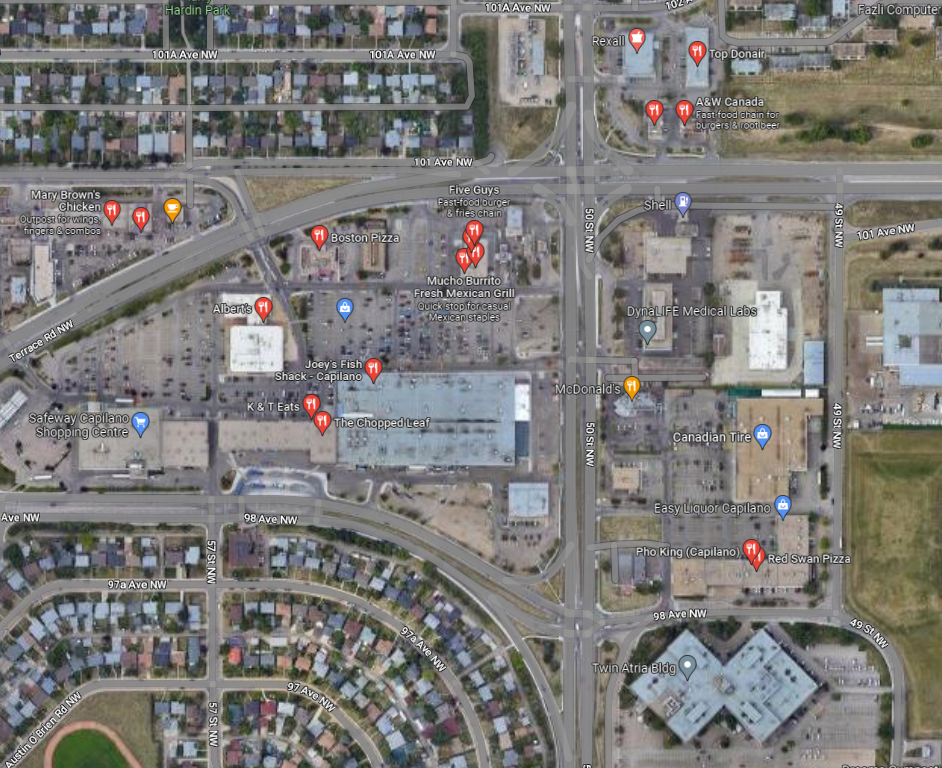 Hardin Park
101A Ave NW
102 A
Fazli Computer
Rexall
Top Donair
101A Ave NW
101A Ave NW
A&W Canada
Fast-food chain for
burgers & root beer
101 Ave NW
Mary Brown's
Chicken
Outpost for wings,
fingers & combos
Five Guys
Fast-food burger
& fries chain
Shell
50 St NW
49 St NW
101 Ave NW
Boston Pizza
Mucho Burrito
Fresh Mexican Grill
Quick stop for casual
Mexican staples
Albert's
DynaLIFE Medical Labs
Terrace Rd NW
Joey's Fish
Shack - Capilano
McDonald's
K & T Eats
The Chopped Leaf
Safeway Capilano
Shopping Centre
50 St NW
49 St NW
Canadian Tire
Easy Liquor Capilano
Ave NW
98 Ave NW
Pho King (Capilano)
Red Swan Pizza
57 St NW
97a Ave NW
98 Ave NW
49 St NW
97a Ave NW
Twin Atria Bldg
97 Ave NW
Austin O'Brien Rd NW
57 St NW